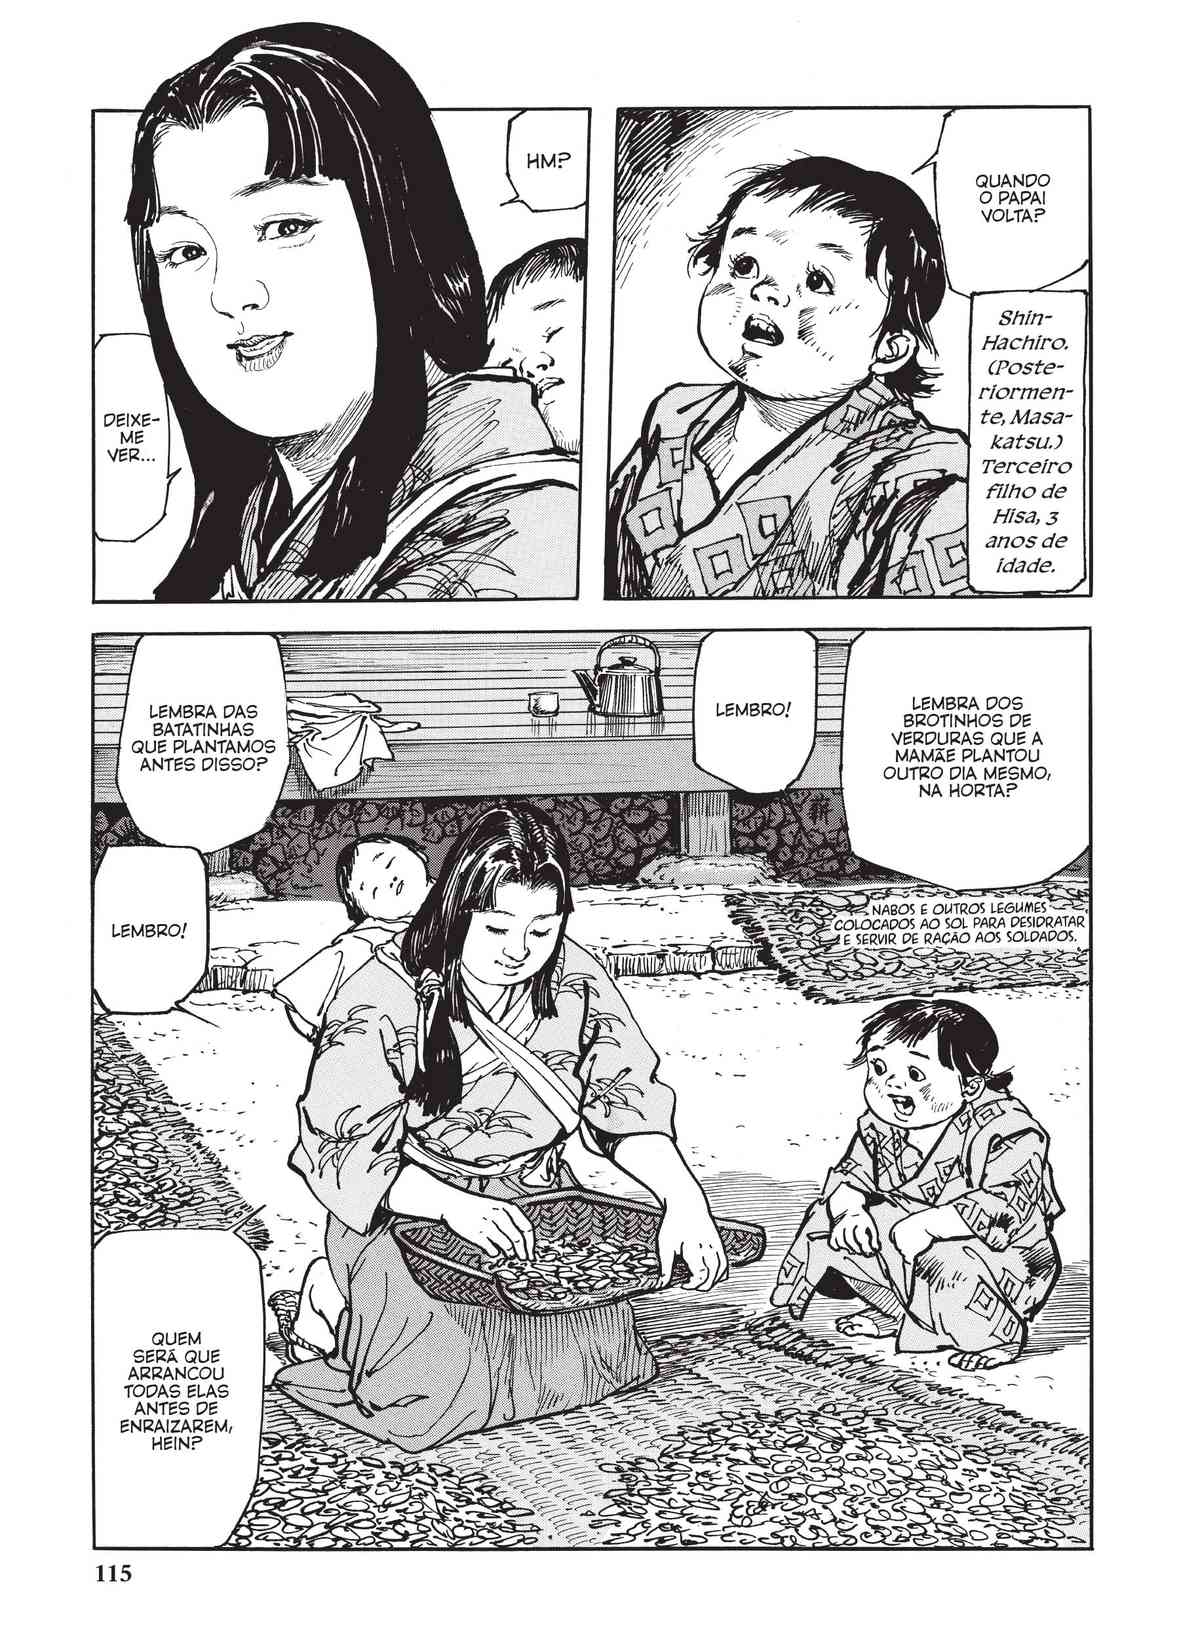 QUANDO
O PAPAI
VOLTA?
Shin-
Hachiro.
(Poste-
riormen-
te, Masa-
katsu.)
Terceiro
filho de
Hisa, 3
anos de
idade.
HM?
DEIXE-
ME
VER...
LEMBRA DOS
BROTINHOS DE
VERDURAS QUE A
MAMÃE PLANTOU
OUTRO DIA MESMO,
NA HORTA?
LEMBRO!
LEMBRA DAS
BATATINHAS
QUE PLANTAMOS
ANTES DISSO?
LEMBRO!
薪
NABOS E OUTROS LEGUMES
COLOCADOS AO SOL PARA DESIDRATAR
E SERVIR DE RAÇÃO AOS SOLDADOS.
QUEM
SERÁ QUE
ARRANCOU
TODAS ELAS
ANTES DE
ENRAIZAREM,
HEIN?
115